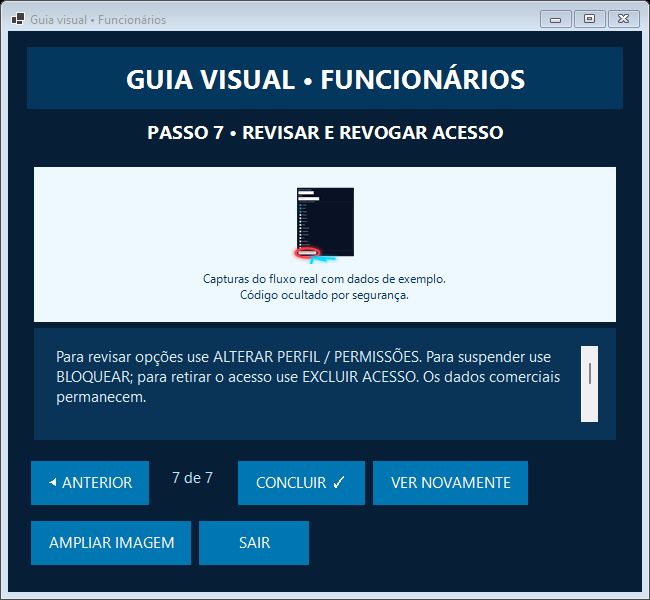 Guia visual • Funcionários
GUIA VISUAL • FUNCIONÁRIOS
PASSO 7 • REVISAR E REVOGAR ACESSO
Capturas do fluxo real com dados de exemplo.
Código ocultado por segurança.
Para revisar opções use ALTERAR PERFIL / PERMISSÕES. Para suspender use
BLOQUEAR; para retirar o acesso use EXCLUIR ACESSO. Os dados comerciais
permanecem.
ANTERIOR
7 de 7
CONCLUIR ✓
VER NOVAMENTE
AMPLIAR IMAGEM
SAIR